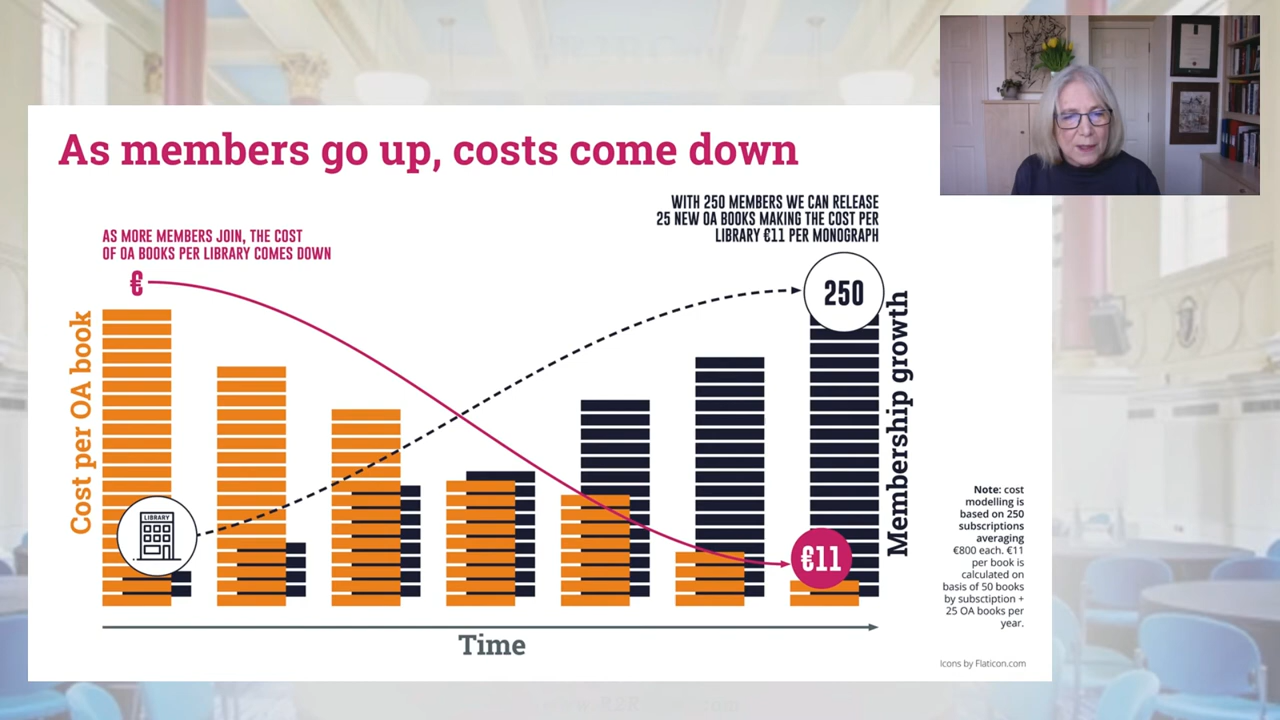 As members go up, costs come down
WITH 250 MEMBERS WE CAN RELEASE
25 NEW OA BOOKS MAKING THE COST PER
LIBRARY €11 PER MONOGRAPH
AS MORE MEMBERS JOIN, THE COST
OF OA BOOKS PER LIBRARY COMES DOWN
€
250
Cost per OA book
Membership growth
LIBRARY
€11
Time
Note: cost
modelling is
based on 250
subscriptions
averaging
€800 each. €11
per book is
calculated on
basis of 50 books
by subsctiption +
25 OA books per
year.
Icons by Flaticon.com